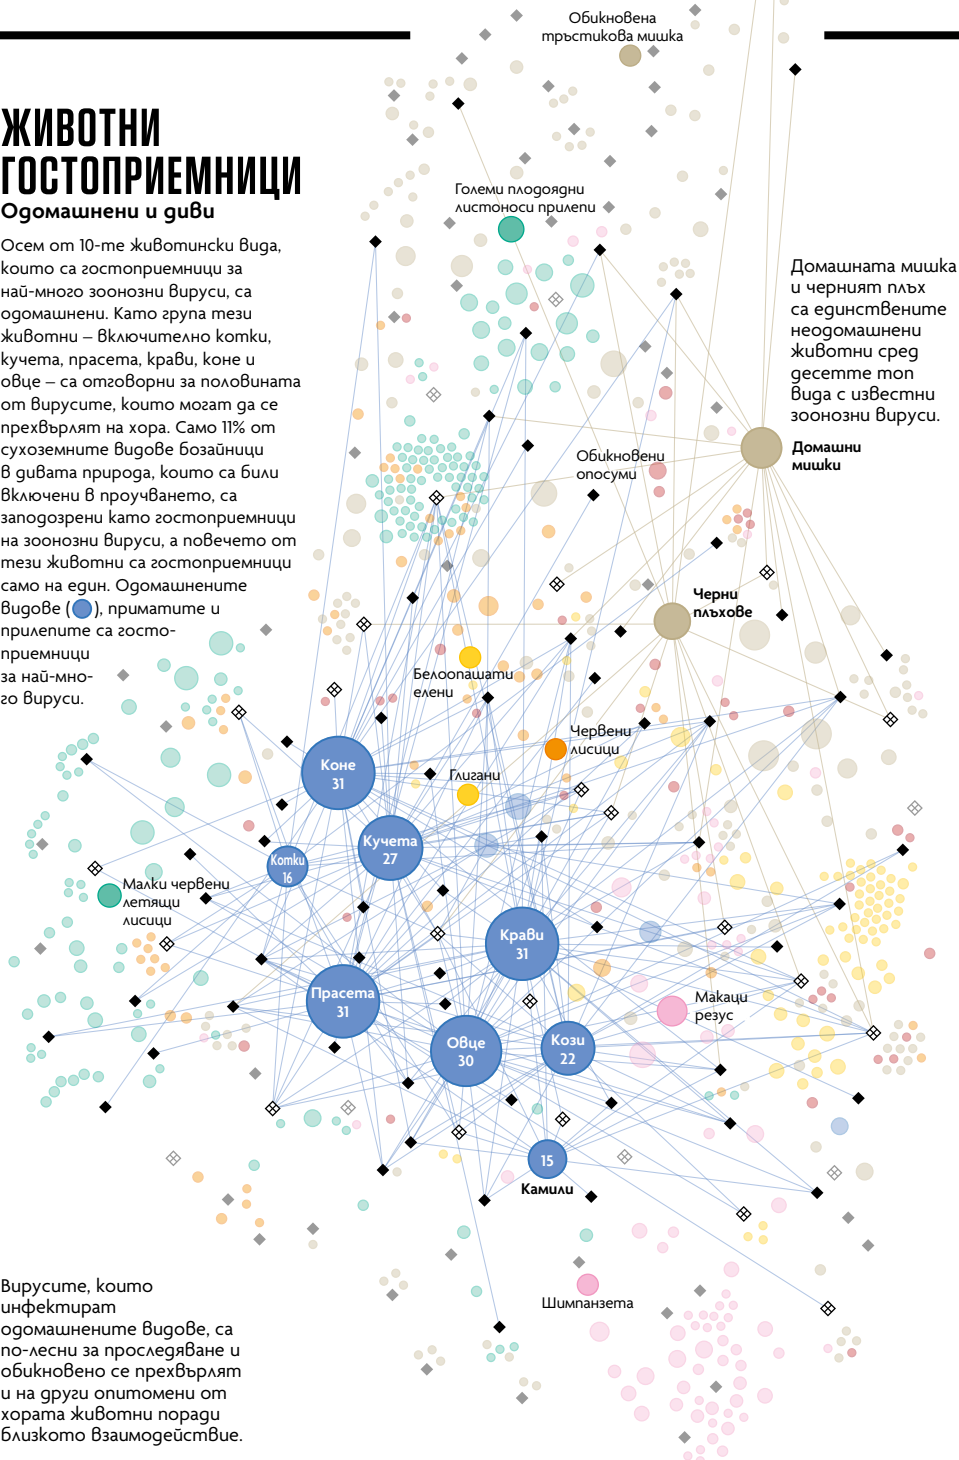 Обикновена
тръстикова мишка
ЖИВОТНИ
ГОСТОПРИЕМНИЦИ
Одомашнени и диви
Осем от 10-те животински вида,
които са гостоприемници за
най-много зоонозни вируси, са
одомашнени. Като група тези
животни – включително котки,
кучета, прасета, крави, коне и
овце – са отговорни за половината
от вирусите, които могат да се
прехвърлят на хора. Само 11% от
сухоземните видове бозайници
в дивата природа, които са били
включени в проучването, са
заподозрени като гостоприемници
на зоонозни вируси, а повечето от
тези животни са гостоприемници
само на един. Одомашнените
видове ( ), приматите и
прилепите са госто-
приемници
за най-мно-
го вируси.
Големи плодоядни
листоноси прилепи
Домашната мишка
и черният плъх
са единствените
неодомашнени
животни сред
десетте топ
вида с известни
зоонозни вируси.
Домашни
мишки
Обикновени
опосуми
Черни
плъхове
Белоопашати
елени
Червени
лисици
Глигани
Коне
31
Кучета
27
Котки
16
Малки червени
летящи
лисици
Крави
31
Прасета
31
Макаци
резус
Овце
30
Кози
22
15
Камили
Шимпанзета
Вирусите, които
инфектират
одомашнените видове, са
по-лесни за проследяване и
обикновено се прехвърлят
и на други опитомени от
хората животни поради
близкото взаимодействие.